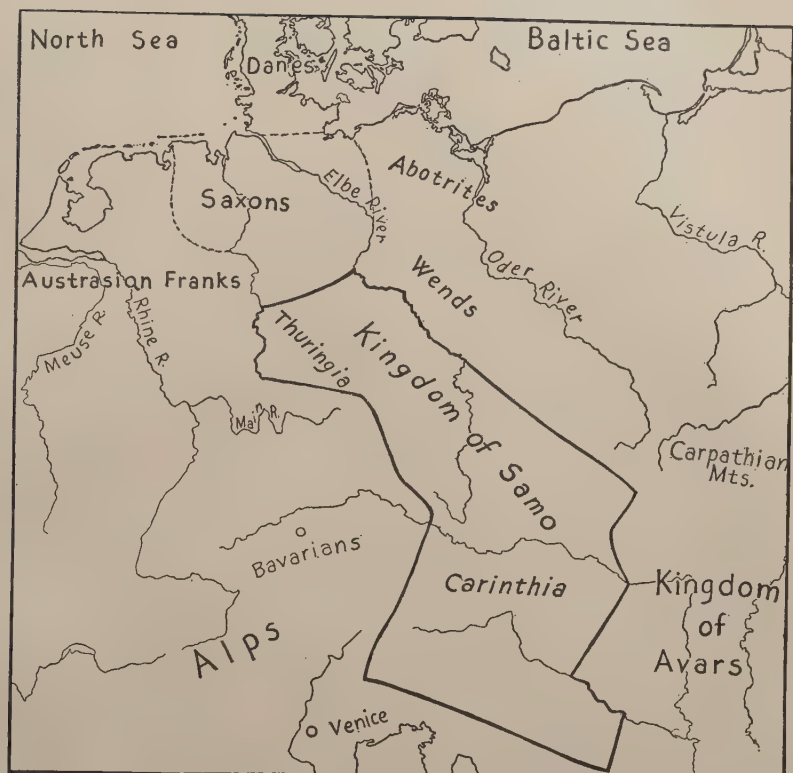 North Sea
Baltic Sea
Danes
Abotrites
Saxons
Elbe River
Vistula R.
Austrasian Franks
Wends
Oder River
Rhine R.
Meuse R.
Thuringia
Kingdom of Samo
Main R.
Carpathian
Mts.
Bavarians
Carinthia
Kingdom
of
Avars
Alps
Venice